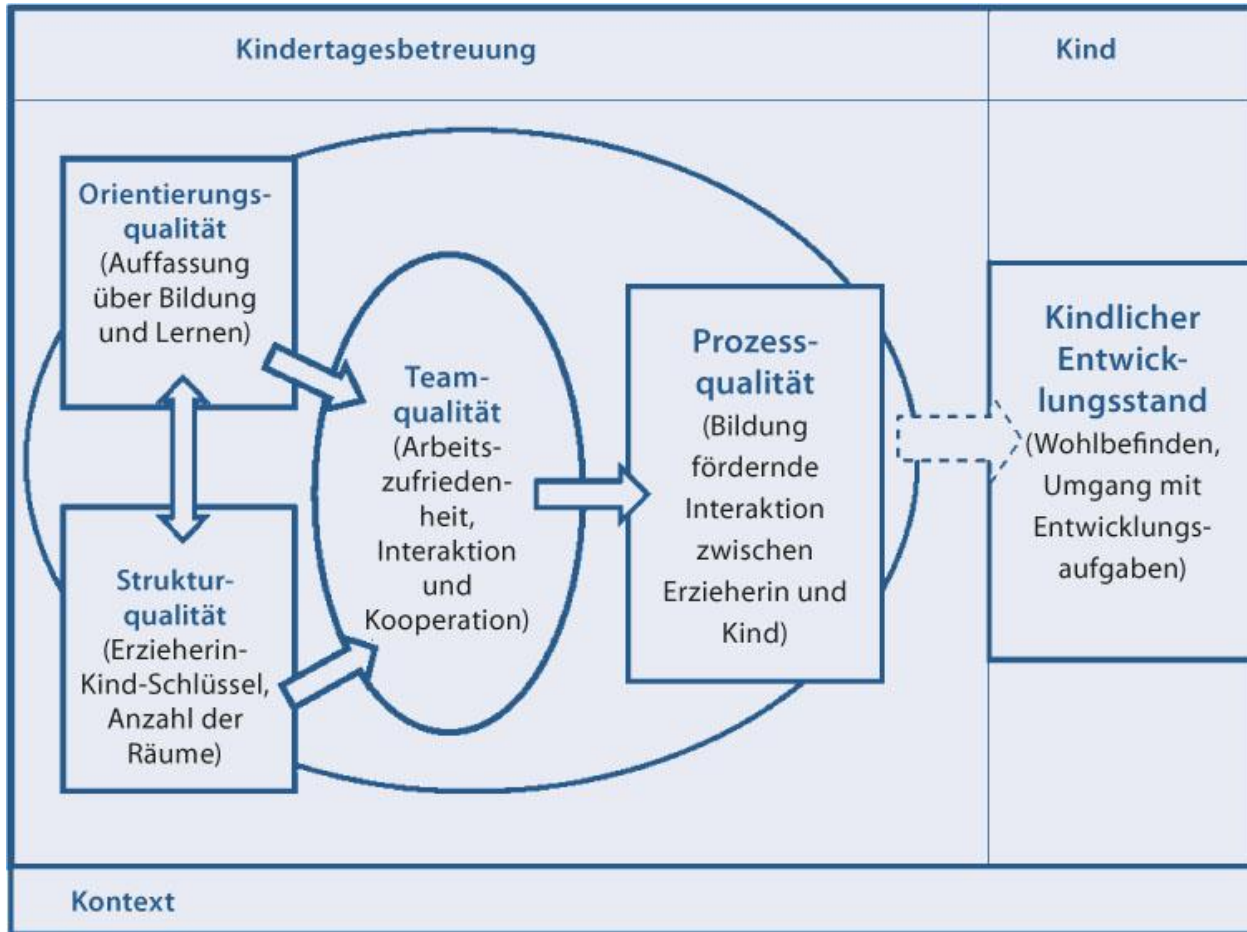 Kindertagesbetreuung
Kind
Orientierungs-
qualität
(Auffassung
über Bildung
und Lernen)
Struktur-
qualität
(Erzieherin-
Kind-Schlüssel,
Anzahl der
Räume)
Team-
qualität
(Arbeits-
zufrieden-
heit,
Interaktion
und
Kooperation)
Prozess-
qualität
(Bildung
fördernde
Interaktion
zwischen
Erzieherin und
Kind)
Kindlicher
Entwick-
lungsstand
(Wohlbefinden,
Umgang mit
Entwicklungs-
aufgaben)
Kontext